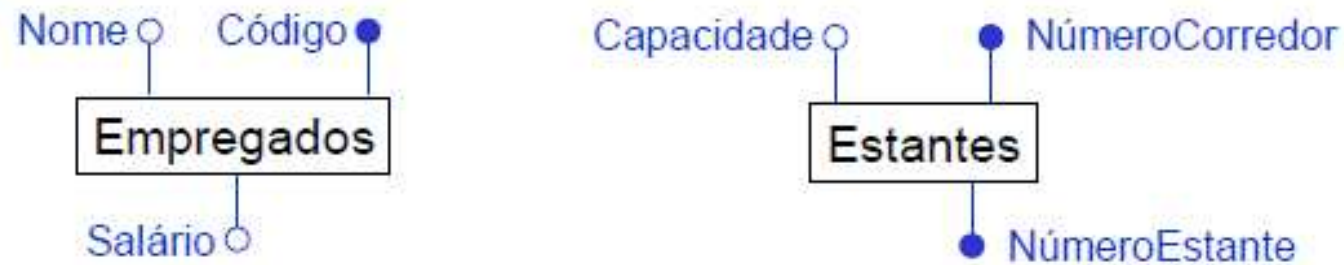 Nome Código
Capacidade NúmeroCorredor
Empregados
Estantes
Salário
NúmeroEstante